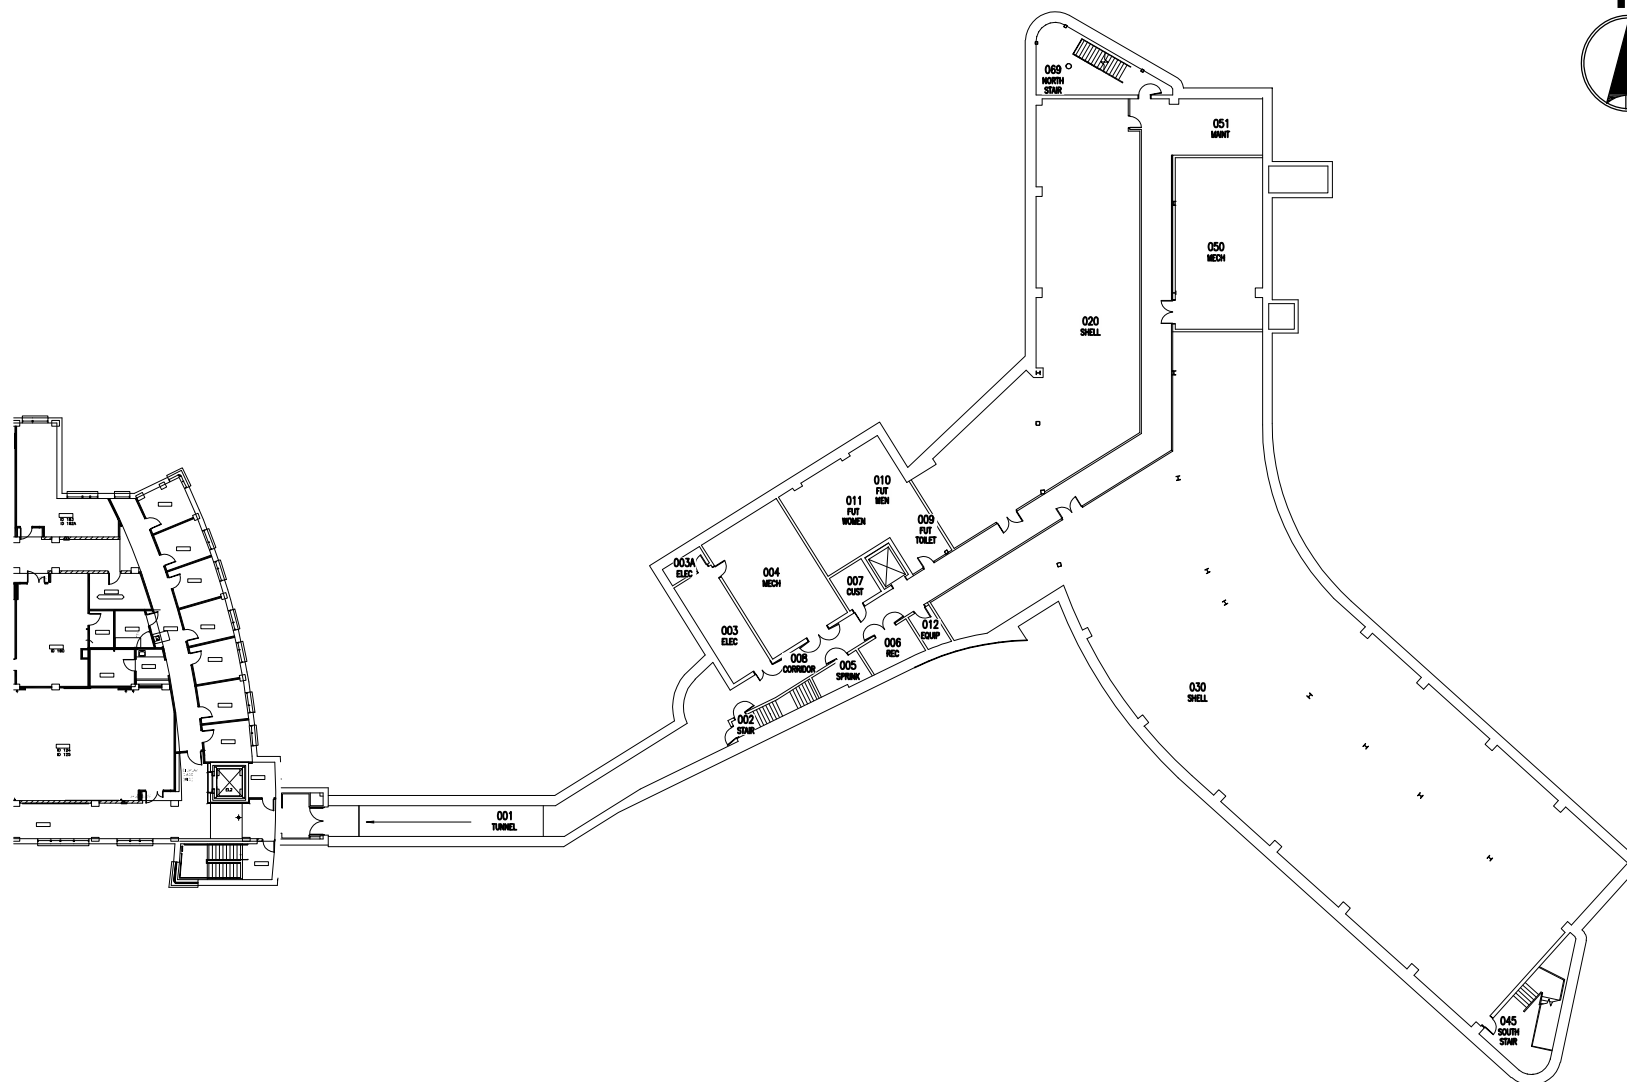 069
NORTH
STAIR
051
MAINT
050
MECH
020
SHELL
010
FUT
MEN
011
FUT
WOMEN
009
FUT
TOILET
003A
ELEC
004
MECH
007
CUST
012
EQUIP
003
ELEC
006
REC
008
CORRIDOR
005
SPRINK
030
SHELL
002
STAIR
001
TUNNEL
045
SOUTH
STAIR